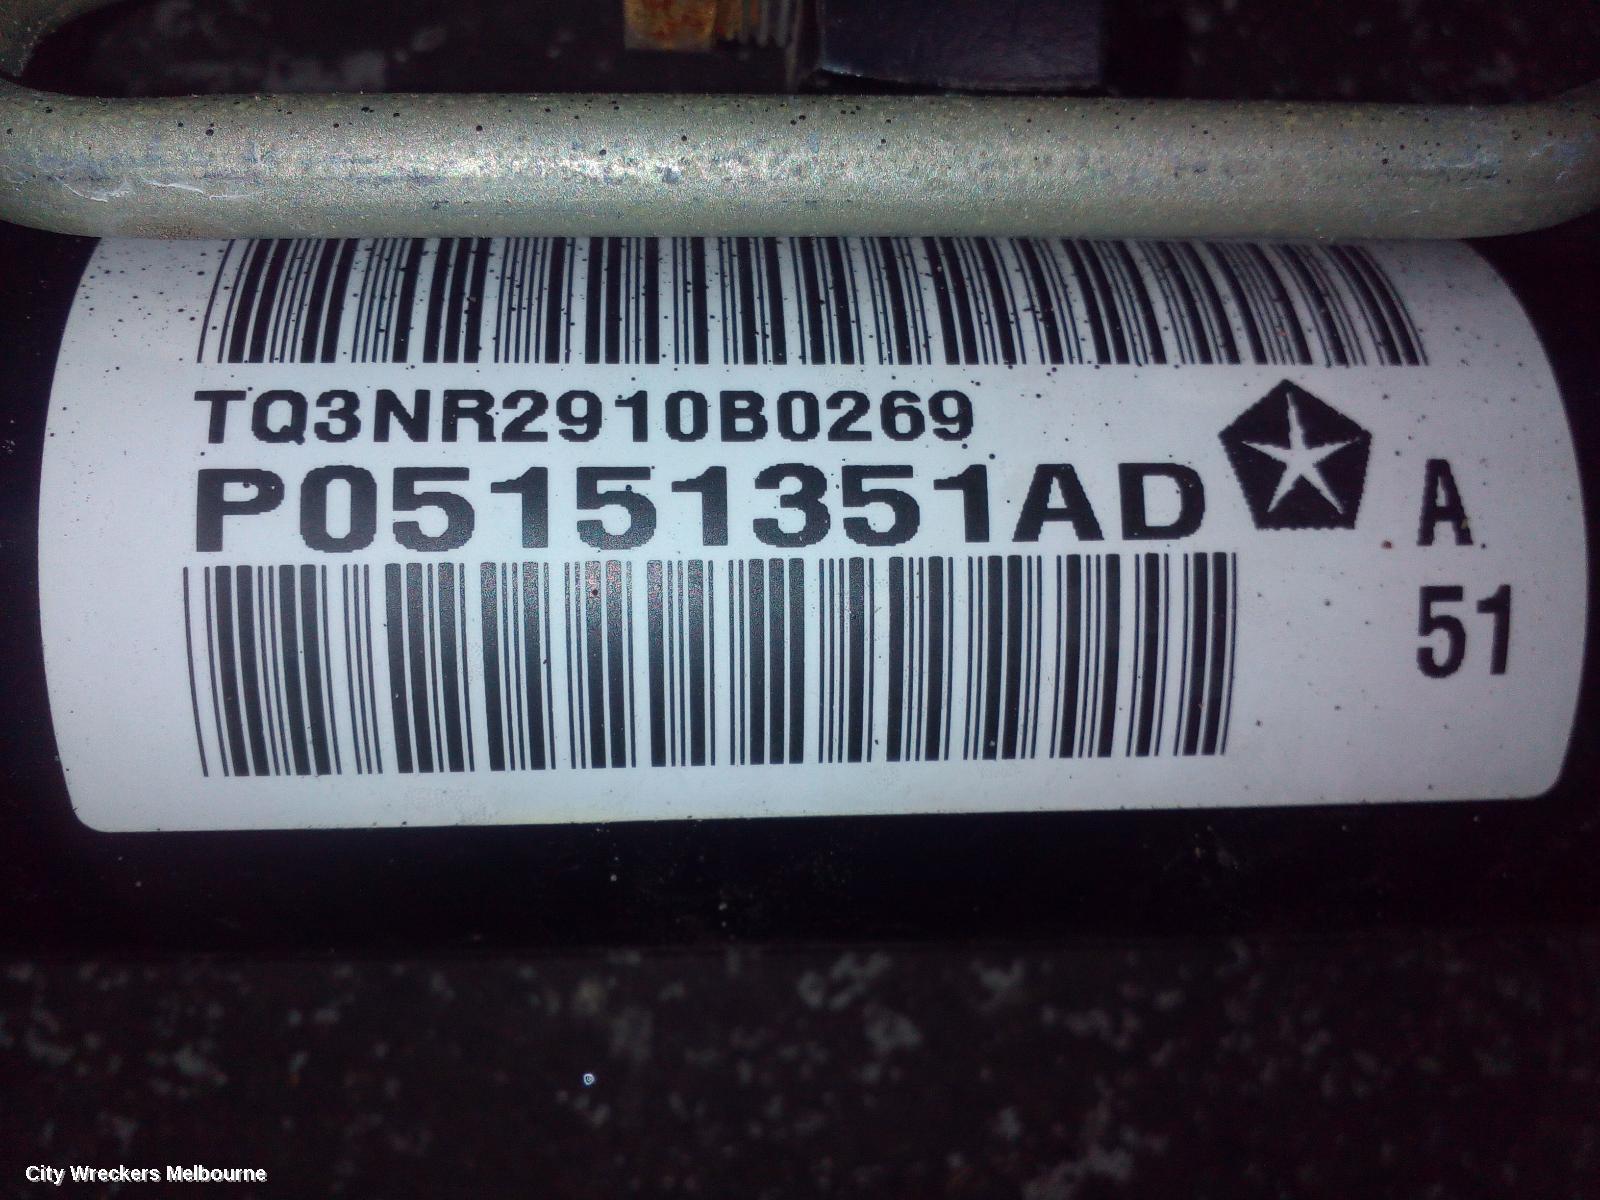 TQ3NR2910B0269
P05151351AD
A
51
City Wreckers Melbourne